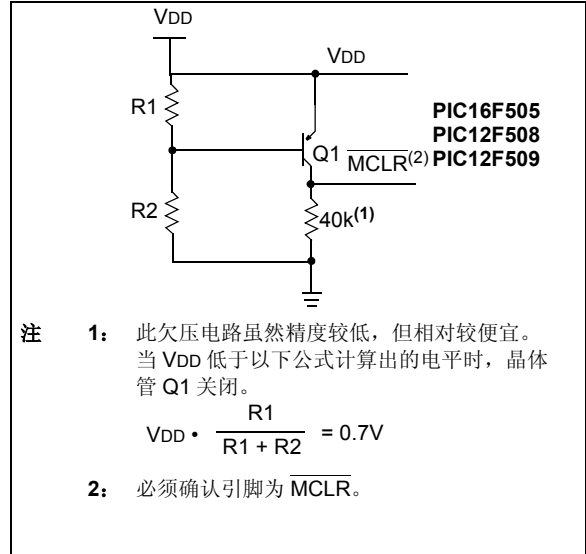 VDD
VDD
R1
PIC16F505
PIC12F508
Q1 MCLR(2) PIC12F509
R2
40k(1)
注 1： 此欠压电路虽然精度较低，但相对较便宜。
当 VDD 低于以下公式计算出的电平时，晶体
管 Q1 关闭。
VDD • R1 / R1 + R2 = 0.7V
2： 必须确认引脚为 MCLR。